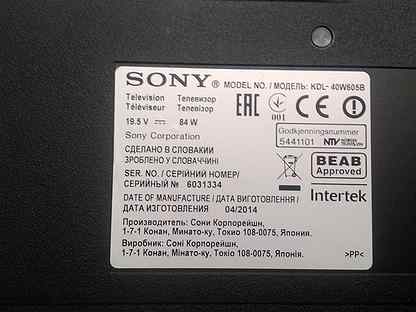 SONY® MODEL NO. / МОДЕЛЬ: KDL- 40W605B
Television Телевизор
Televisor Телевізор
19.5 V ⎓ 84 W
Sony Corporation
EAC
001
CE
Godkjenningsnummer
5441101 NTV
СДЕЛАНО В СЛОВАКИИ
ЗРОБЛЕНО У СЛОВАЧЧИНІ
BEAB
Approved
SER. NO. / СЕРІЙНИЙ НОМЕР/
СЕРИЙНЫЙ № 6031334
Intertek
DATE OF MANUFACTURE / ДАТА ВИГОТОВЛЕННЯ /
ДАТА ИЗГОТОВЛЕНИЯ 04/2014
Производитель: Сони Корпорейшн,
1-7-1 Конан, Минато-ку, Токио 108-0075, Япония.
Виробник: Соні Корпорейшн,
1-7-1 Конан, Мінато-ку, Токіо 108-0075, Японія.
>PP<